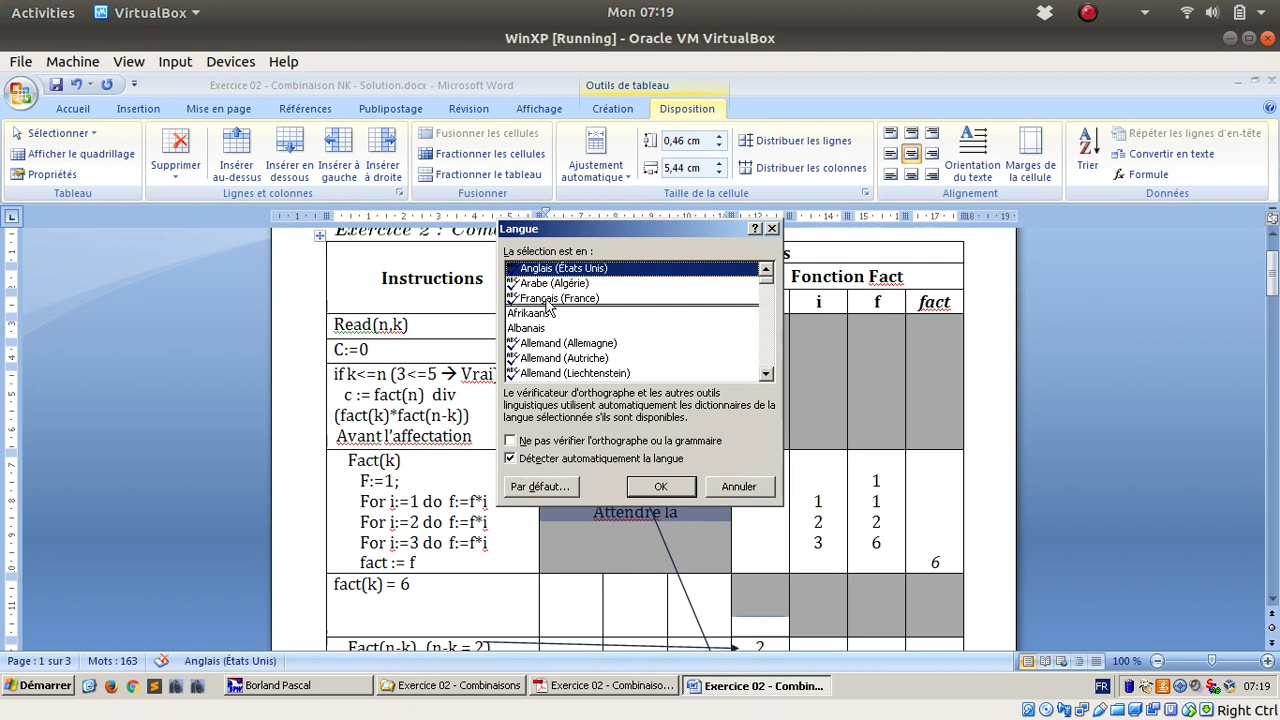 Activities VirtualBox Mon 07:19
WinXP [Running] - Oracle VM VirtualBox
File Machine View Input Devices Help
Exercice 02 - Combinaison NK - Solution.docx - Microsoft Word Outils de tableau
Accueil Insertion Mise en page Références Publipostage Révision Affichage Création Disposition
Sélectionner
Afficher le quadrillage
Propriétés
Tableau
Supprimer
Insérer au-dessus
Insérer en dessous
Insérer à gauche
Insérer à droite
Lignes et colonnes
Fusionner les cellules
Fractionner les cellules
Fractionner le tableau
Fusionner
Ajustement automatique
0,46 cm
5,44 cm
Distribuer les lignes
Distribuer les colonnes
Taille de la cellule
Orientation du texte
Marges de la cellule
Alignement
Trier
Répéter les lignes d'en-tête
Convertir en texte
Formule
Données
Langue
La sélection est en :
Anglais (États Unis)
Arabe (Algérie)
Français (France)
Afrikaans
Albanais
Allemand (Allemagne)
Allemand (Autriche)
Allemand (Liechtenstein)
Le vérificateur d'orthographe et les autres outils
linguistiques utilisent automatiquement les dictionnaires de la
langue sélectionnée s'ils sont disponibles.
Ne pas vérifier l'orthographe ou la grammaire
Détecter automatiquement la langue
Par défaut... OK Annuler
Exercice 2 :
Instructions Fonction Fact
i f fact
Read(n,k)
C:=0
if k<=n (3<=5 → Vrai)
c := fact(n) div
(fact(k)*fact(n-k))
Avant l'affectation
Fact(k)
F:=1; 1
For i:=1 do f:=f*i 1 1
Attendre la
For i:=2 do f:=f*i 2 2
For i:=3 do f:=f*i 3 6
fact := f 6
fact(k) = 6
Fact(n-k) (n-k = 2) 2
Page : 1 sur 3 Mots : 163 Anglais (États Unis) 100 %
Démarrer Borland Pascal Exercice 02 - Combinaisons Exercice 02 - Combinaiso... Exercice 02 - Combin... FR 07:19
Right Ctrl